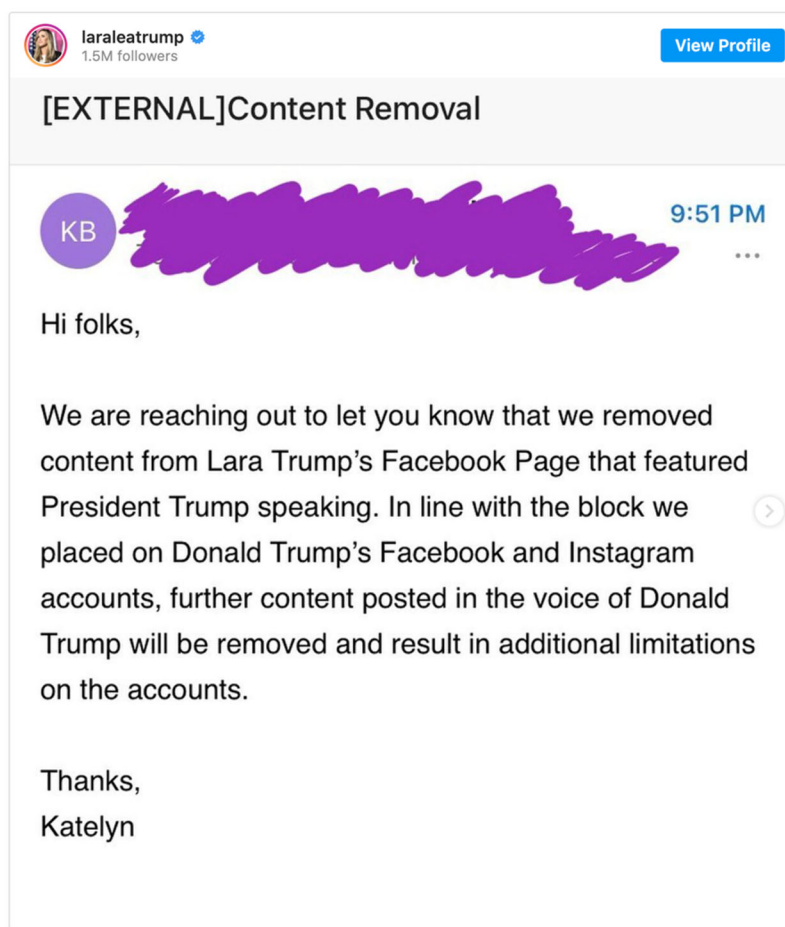 laraleatrump
1.5M followers
View Profile
[EXTERNAL]Content Removal
KB
9:51 PM
Hi folks,
We are reaching out to let you know that we removed
content from Lara Trump’s Facebook Page that featured
President Trump speaking. In line with the block we
placed on Donald Trump’s Facebook and Instagram
accounts, further content posted in the voice of Donald
Trump will be removed and result in additional limitations
on the accounts.
Thanks,
Katelyn